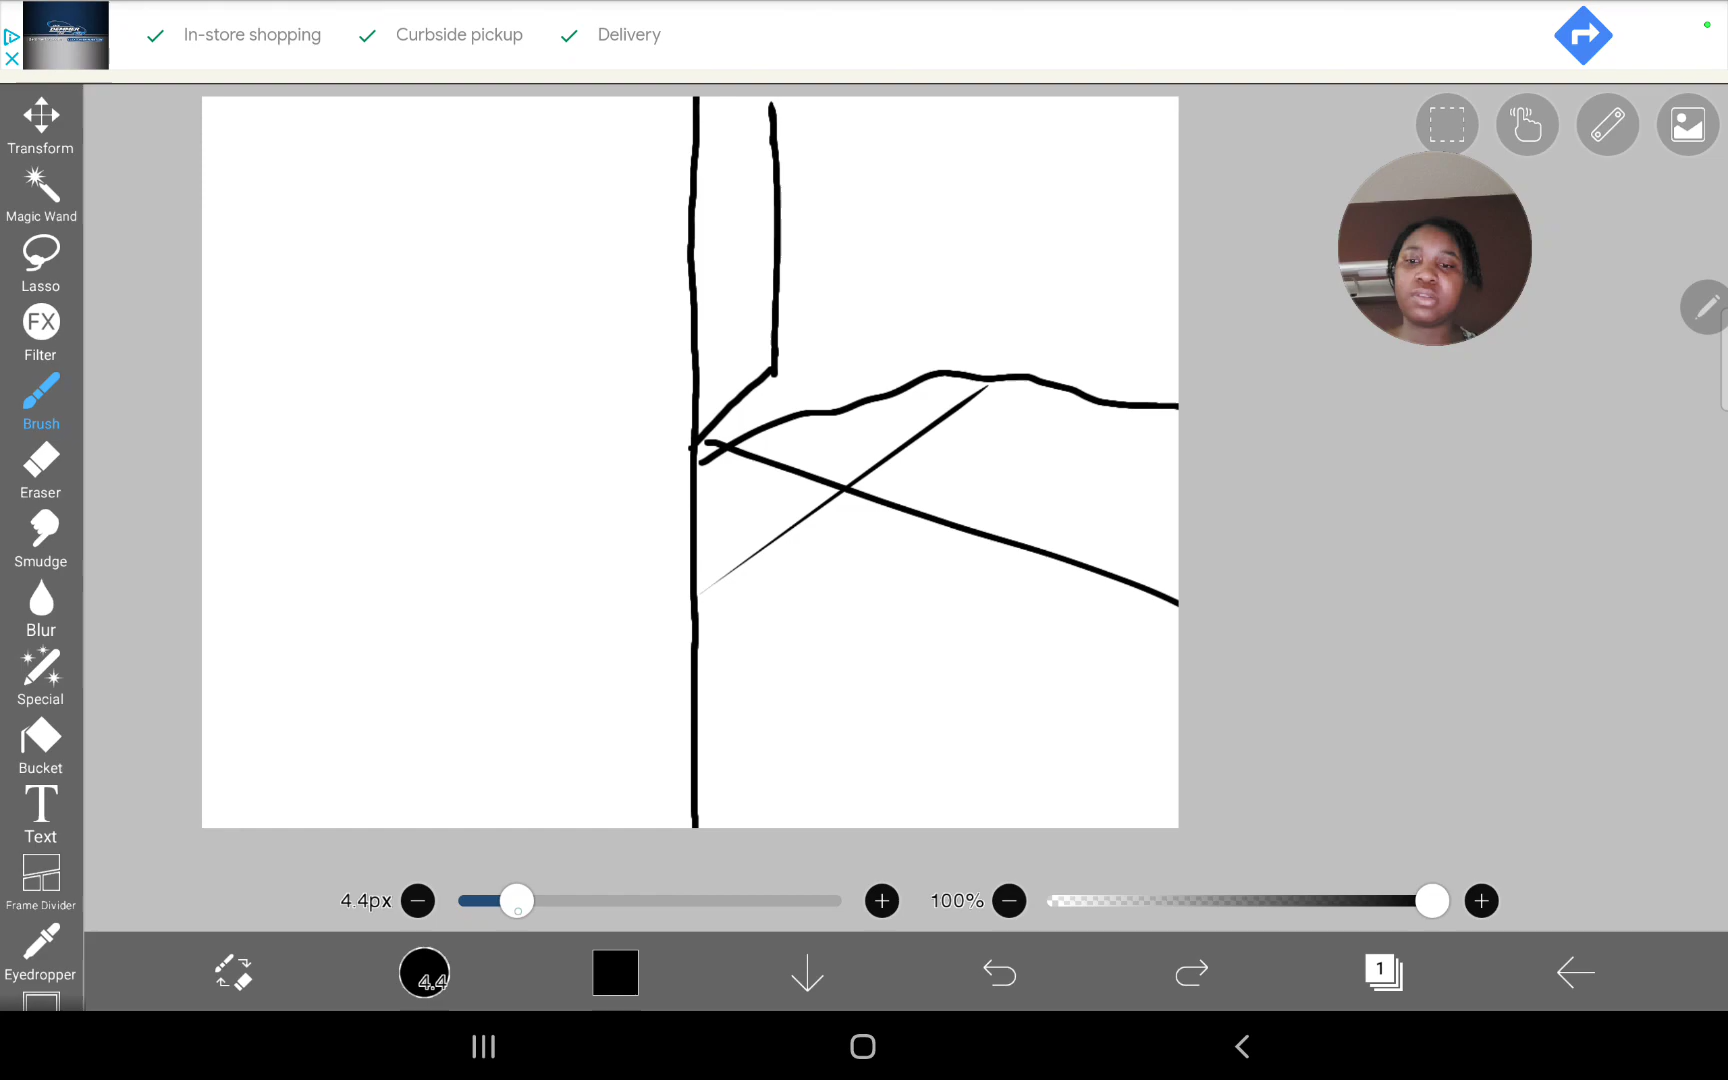 In-store shopping
Curbside pickup
Delivery
Transform
Magic Wand
Lasso
FX
Filter
Brush
Eraser
Smudge
Blur
Special
Bucket
T
Text
Frame Divider
Eyedropper
4.4px
100%
4.4
1